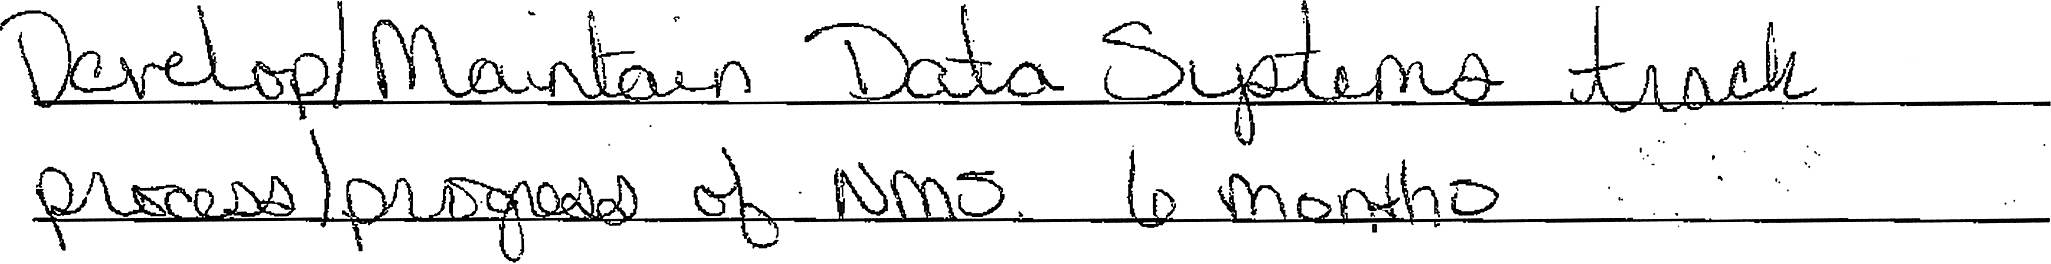 Develop/Maintain Data Systems track
process/progress of NMS. 6 months